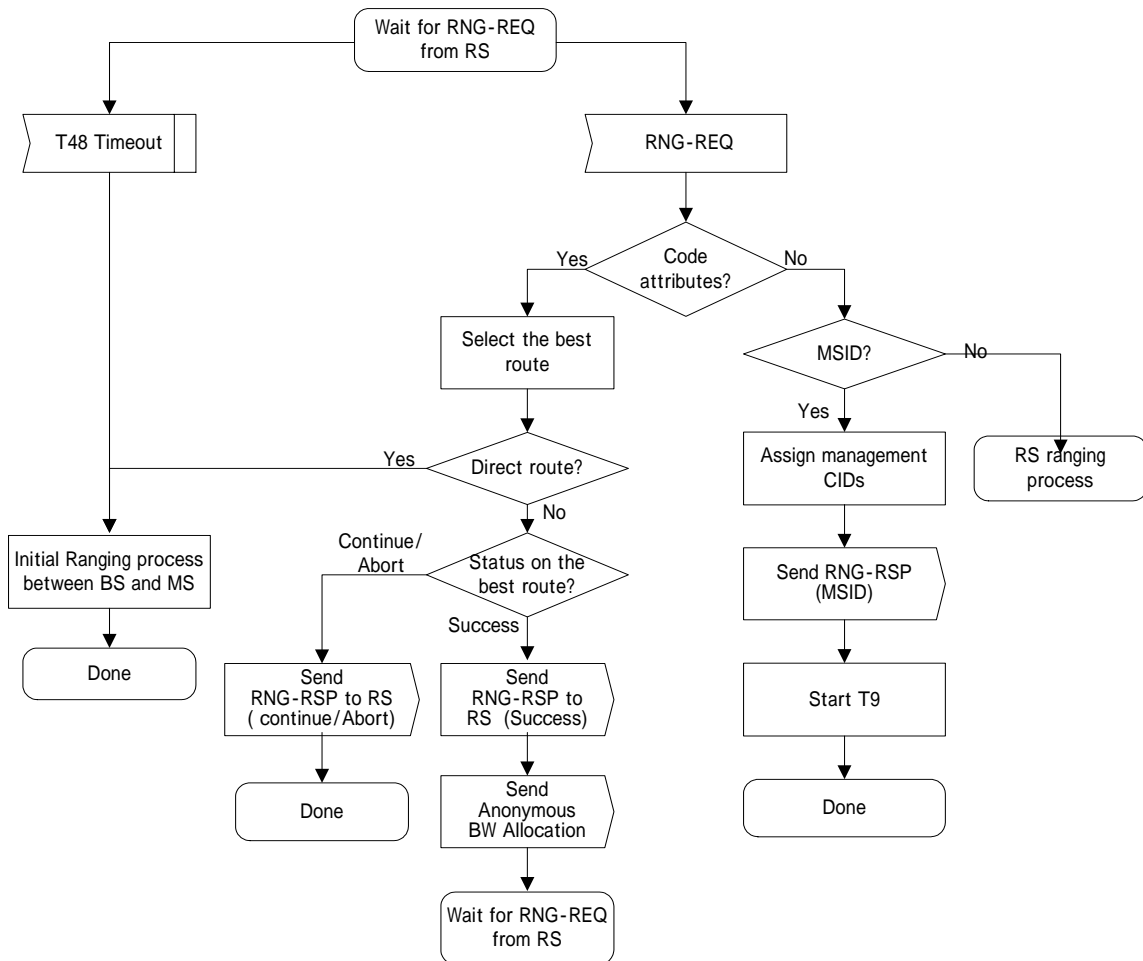 Wait for RNG-REQ
from RS
T48 Timeout
RNG-REQ
Code
attributes?
Yes
No
Select the best
route
MSID?
No
Yes
Direct route?
Yes
No
Assign management
CIDs
RS ranging
process
Initial Ranging process
between BS and MS
Continue/
Abort
Status on the
best route?
Success
Send RNG-RSP
(MSID)
Done
Send
RNG-RSP to RS
( continue/Abort)
Send
RNG-RSP to
RS (Success)
Start T9
Done
Send
Anonymous
BW Allocation
Done
Wait for RNG-REQ
from RS